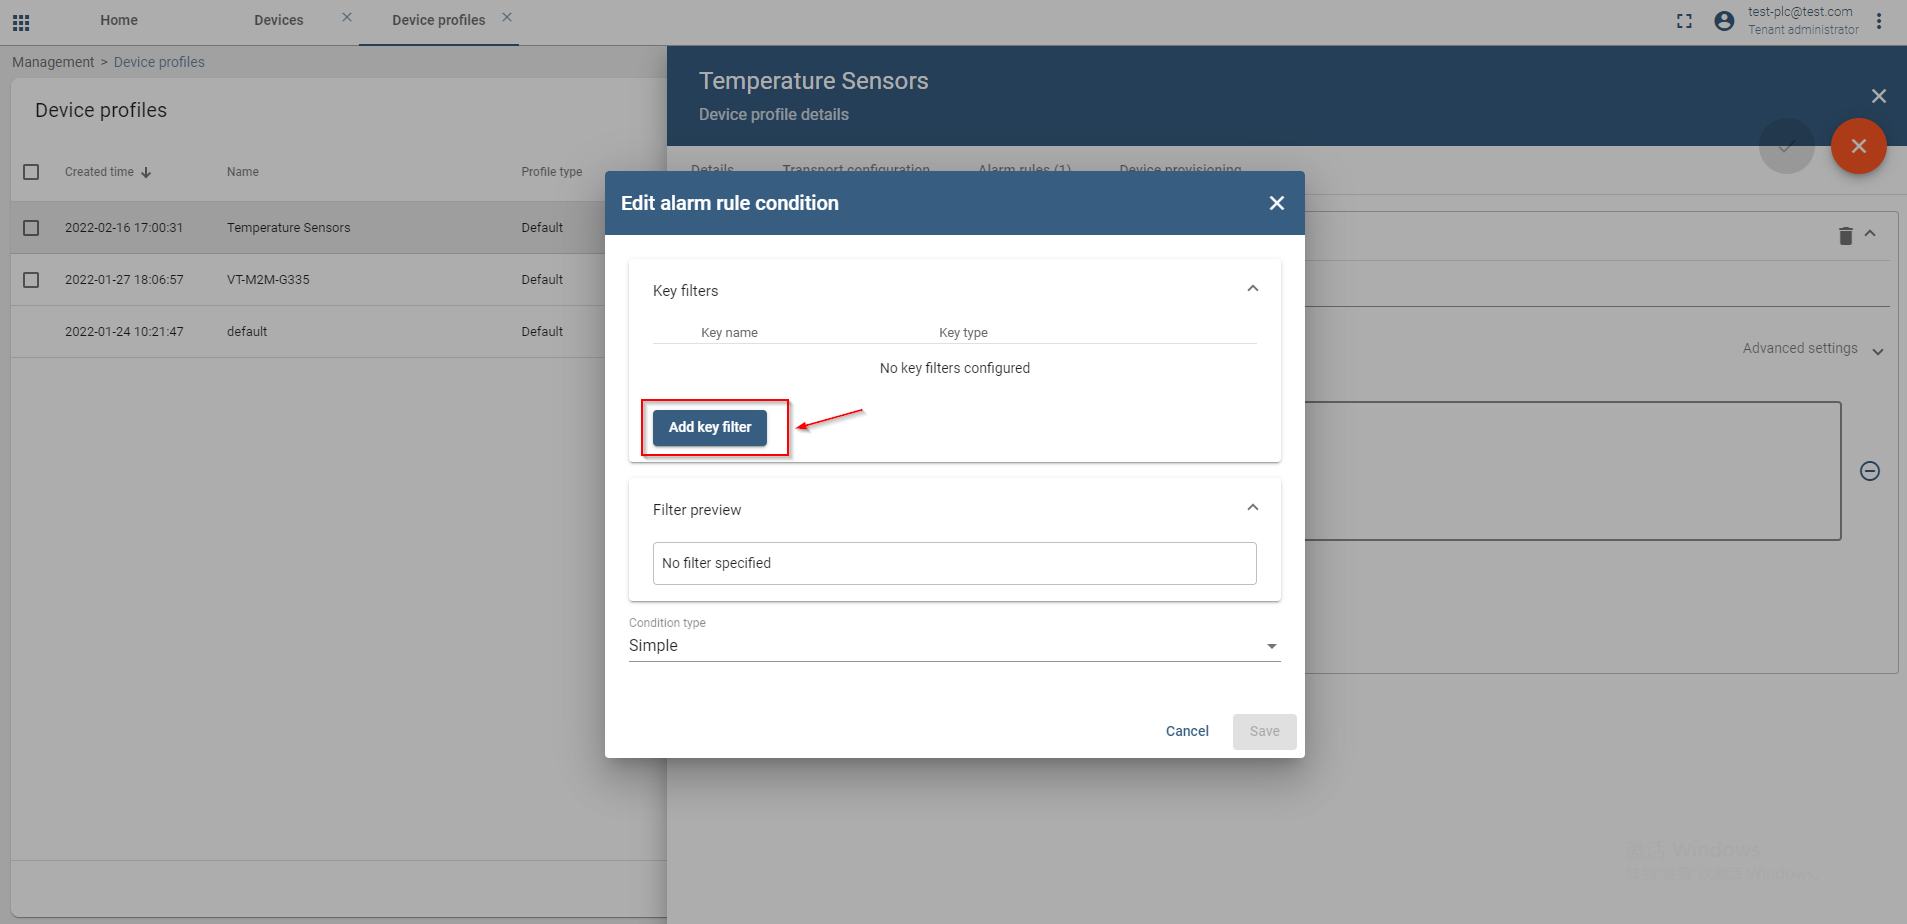 Home
Devices
Device profiles
test-plc@test.com
Tenant administrator
Management > Device profiles
Device profiles
Created time
Name
Profile type
2022-02-16 17:00:31
Temperature Sensors
Default
2022-01-27 18:06:57
VT-M2M-G335
Default
2022-01-24 10:21:47
default
Default
Temperature Sensors
Device profile details
Details
Transport configuration
Alarm rules (1)
Device provisioning
Advanced settings
Edit alarm rule condition
Key filters
Key name
Key type
No key filters configured
Add key filter
Filter preview
No filter specified
Condition type
Simple
Cancel
Save
激活 Windows